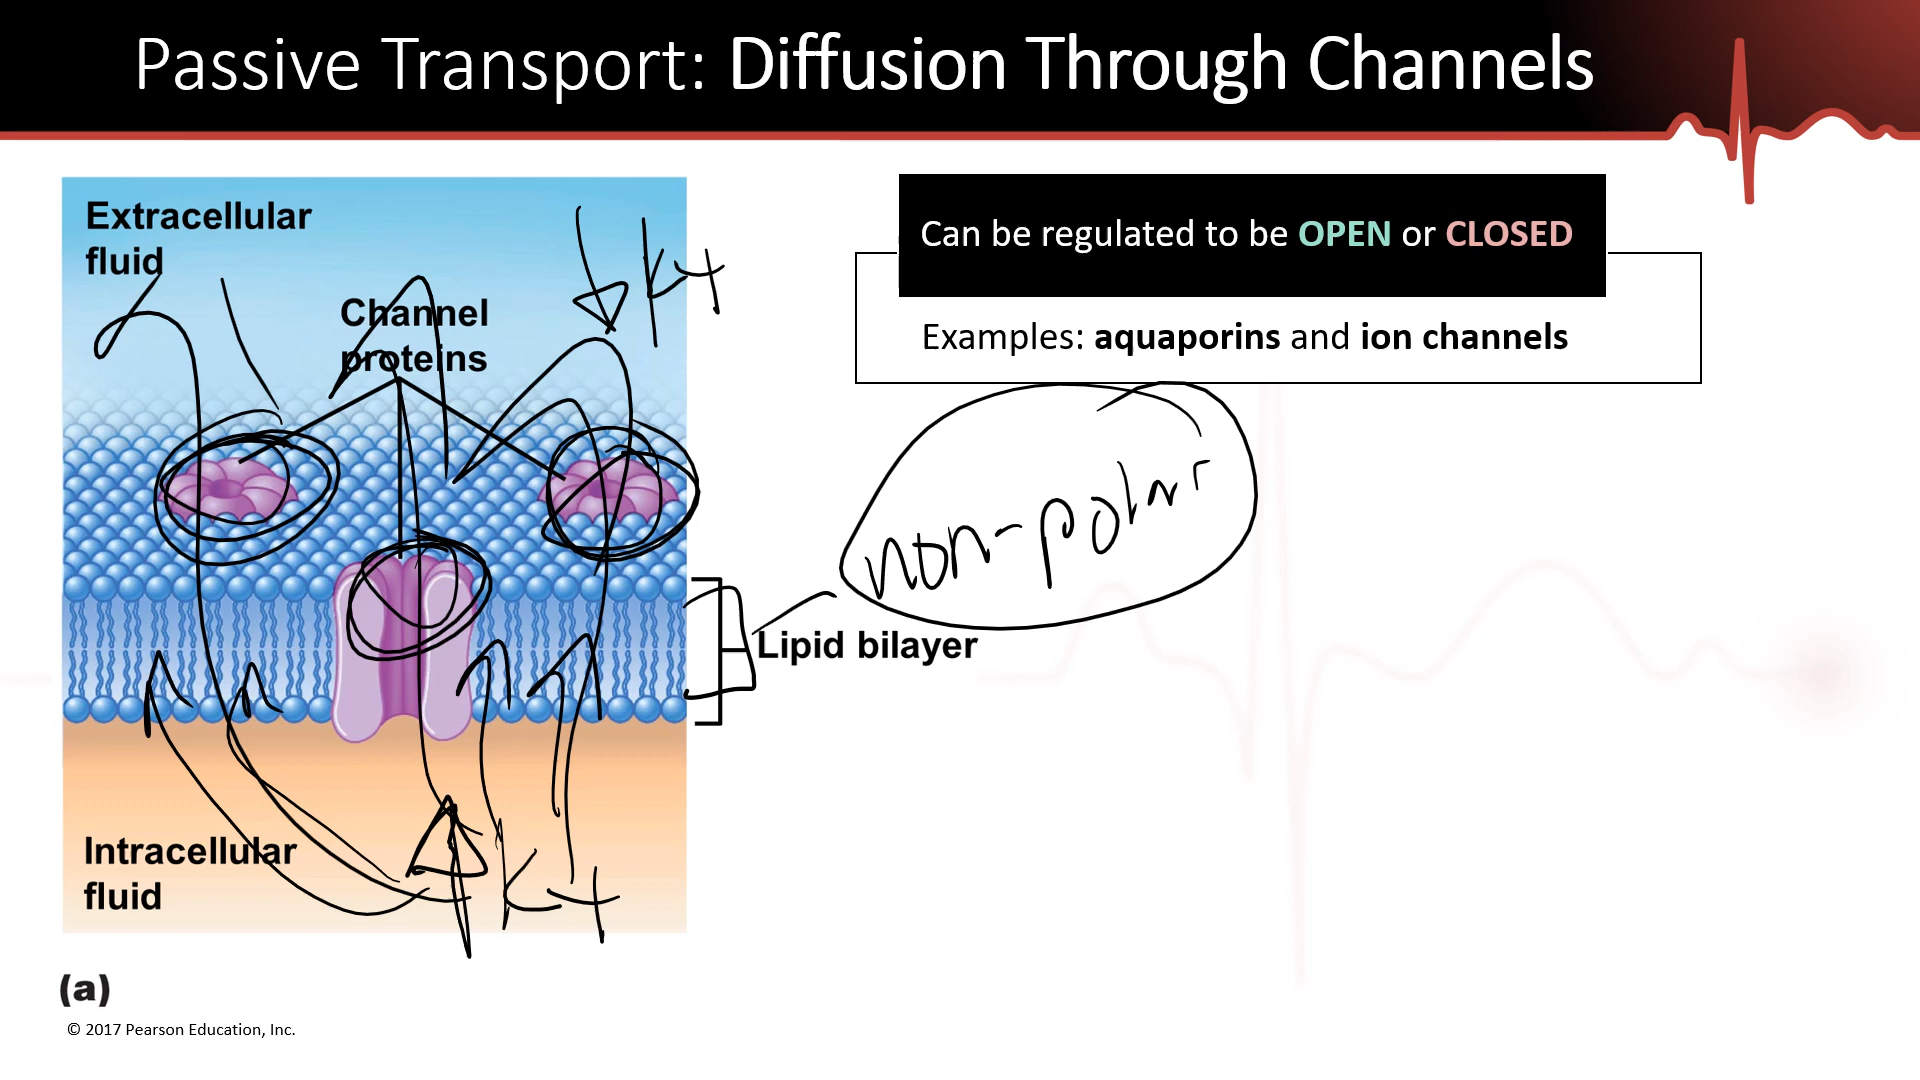 Passive Transport: Diffusion Through Channels
Extracellular
fluid
K+
Channel
proteins
Can be regulated to be OPEN or CLOSED
Examples: aquaporins and ion channels
non-polar
Lipid bilayer
Intracellular
fluid
K+
(a)
© 2017 Pearson Education, Inc.